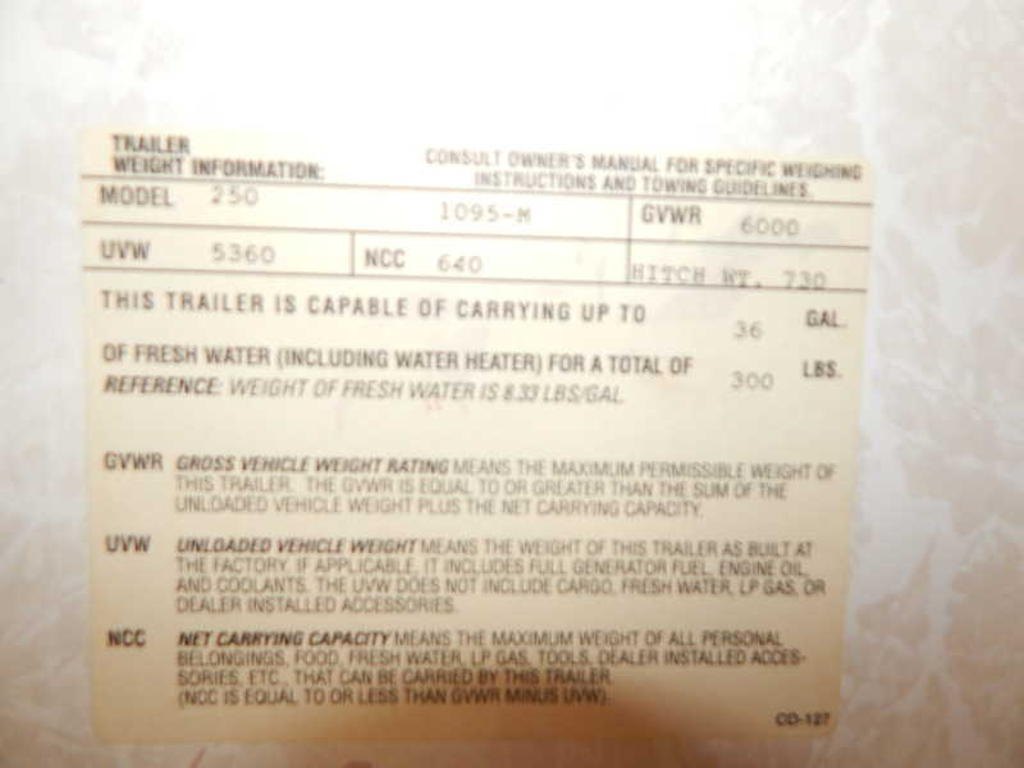 TRAILER
WEIGHT INFORMATION:
CONSULT OWNER'S MANUAL FOR SPECIFIC WEIGHING
INSTRUCTIONS AND TOWING GUIDELINES.
MODEL 250 1095-M GVWR 6000
UVW 5360 NCC 640 HITCH WT. 730
THIS TRAILER IS CAPABLE OF CARRYING UP TO 36 GAL.
OF FRESH WATER (INCLUDING WATER HEATER) FOR A TOTAL OF 300 LBS.
REFERENCE: WEIGHT OF FRESH WATER IS 8.33 LBS/GAL.
GVWR GROSS VEHICLE WEIGHT RATING MEANS THE MAXIMUM PERMISSIBLE WEIGHT OF
THIS TRAILER. THE GVWR IS EQUAL TO OR GREATER THAN THE SUM OF THE
UNLOADED VEHICLE WEIGHT PLUS THE NET CARRYING CAPACITY.
UVW UNLOADED VEHICLE WEIGHT MEANS THE WEIGHT OF THIS TRAILER AS BUILT AT
THE FACTORY. IF APPLICABLE, IT INCLUDES FULL GENERATOR FUEL, ENGINE OIL,
AND COOLANTS. THE UVW DOES NOT INCLUDE CARGO, FRESH WATER, LP GAS, OR
DEALER INSTALLED ACCESSORIES.
NCC NET CARRYING CAPACITY MEANS THE MAXIMUM WEIGHT OF ALL PERSONAL
BELONGINGS, FOOD, FRESH WATER, LP GAS, TOOLS, DEALER INSTALLED ACCES-
SORIES, ETC., THAT CAN BE CARRIED BY THIS TRAILER.
(NCC IS EQUAL TO OR LESS THAN GVWR MINUS UVW).
CD-127